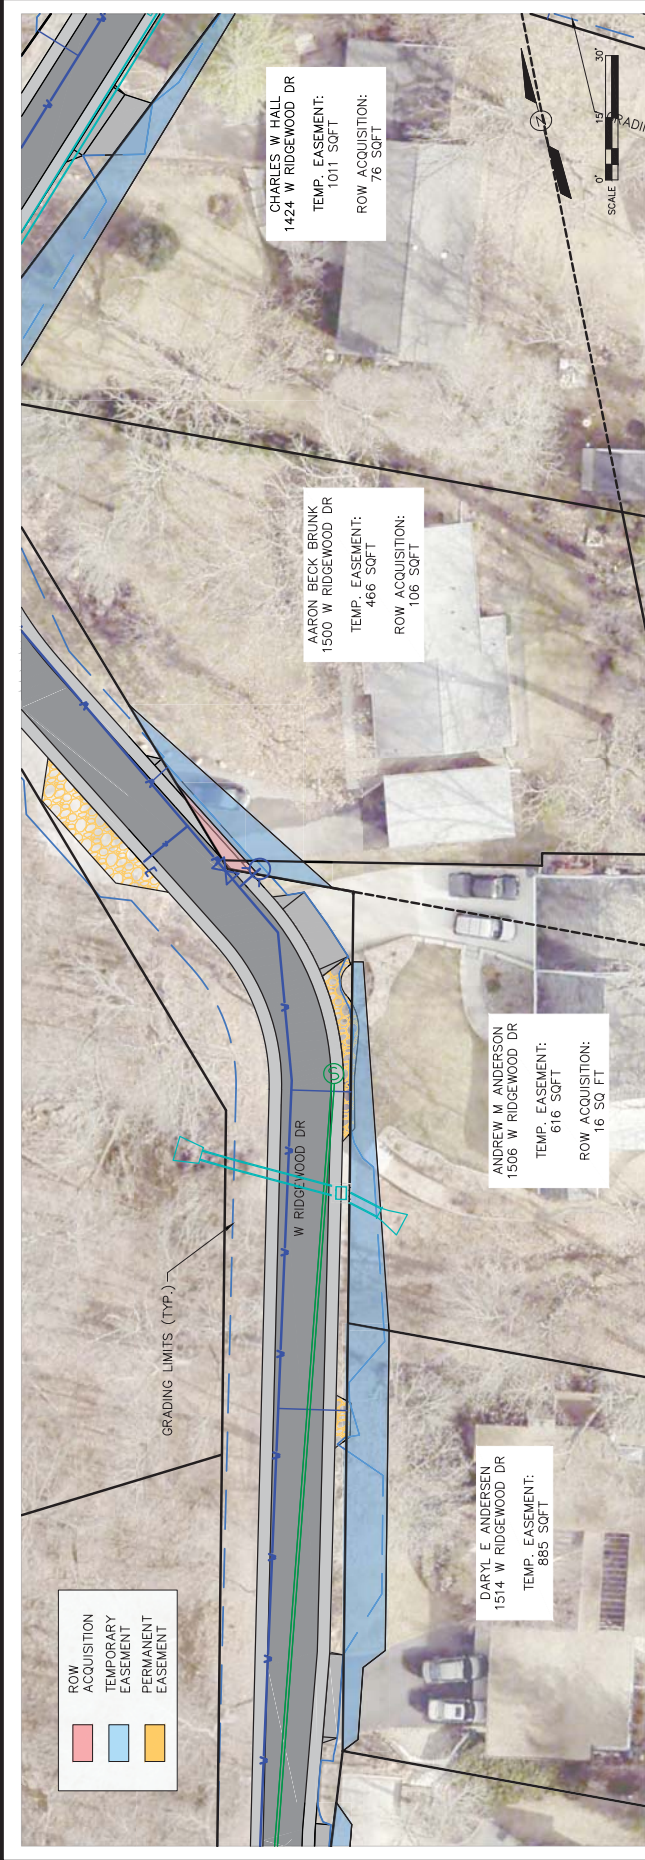 CHARLES W HALL
1424 W RIDGEWOOD DR
TEMP. EASEMENT:
1011 SQFT
ROW ACQUISITION:
76 SQFT
N
30'
15'
0'
SCALE
AARON BECK BRUNK
1500 W RIDGEWOOD DR
TEMP. EASEMENT:
466 SQFT
ROW ACQUISITION:
106 SQFT
ANDREW M ANDERSON
1506 W RIDGEWOOD DR
TEMP. EASEMENT:
616 SQFT
ROW ACQUISITION:
16 SQ FT
W RIDGEWOOD DR
S
GRADING LIMITS (TYP.)
DARYL E ANDERSEN
1514 W RIDGEWOOD DR
TEMP. EASEMENT:
885 SQFT
ROW
ACQUISITION
TEMPORARY
EASEMENT
PERMANENT
EASEMENT